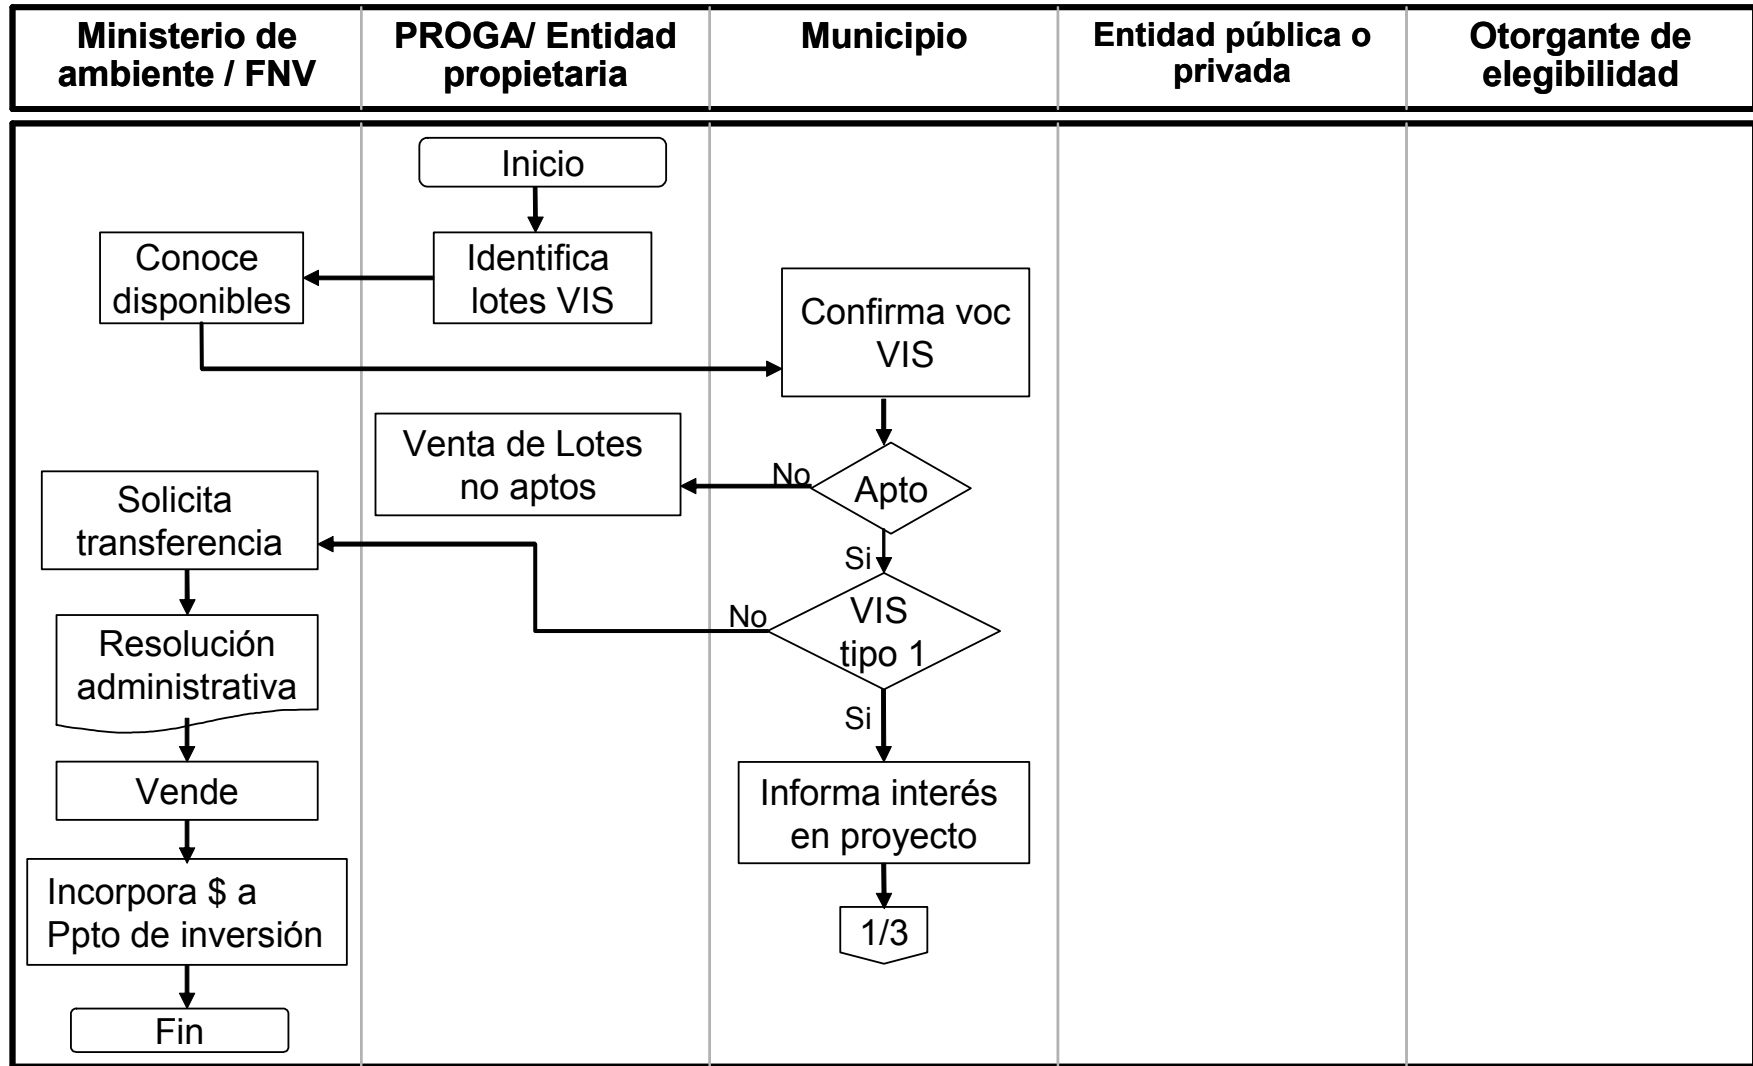 Ministerio de
ambiente / FNV
PROGA/ Entidad
propietaria
Municipio
Entidad pública o
privada
Otorgante de
elegibilidad
Inicio
Conoce
disponibles
Identifica
lotes VIS
Confirma voc
VIS
Venta de Lotes
no aptos
No
Apto
Solicita
transferencia
Si
No
VIS
tipo 1
Resolución
administrativa
Si
Vende
Informa interés
en proyecto
Incorpora $ a
Ppto de inversión
1/3
Fin